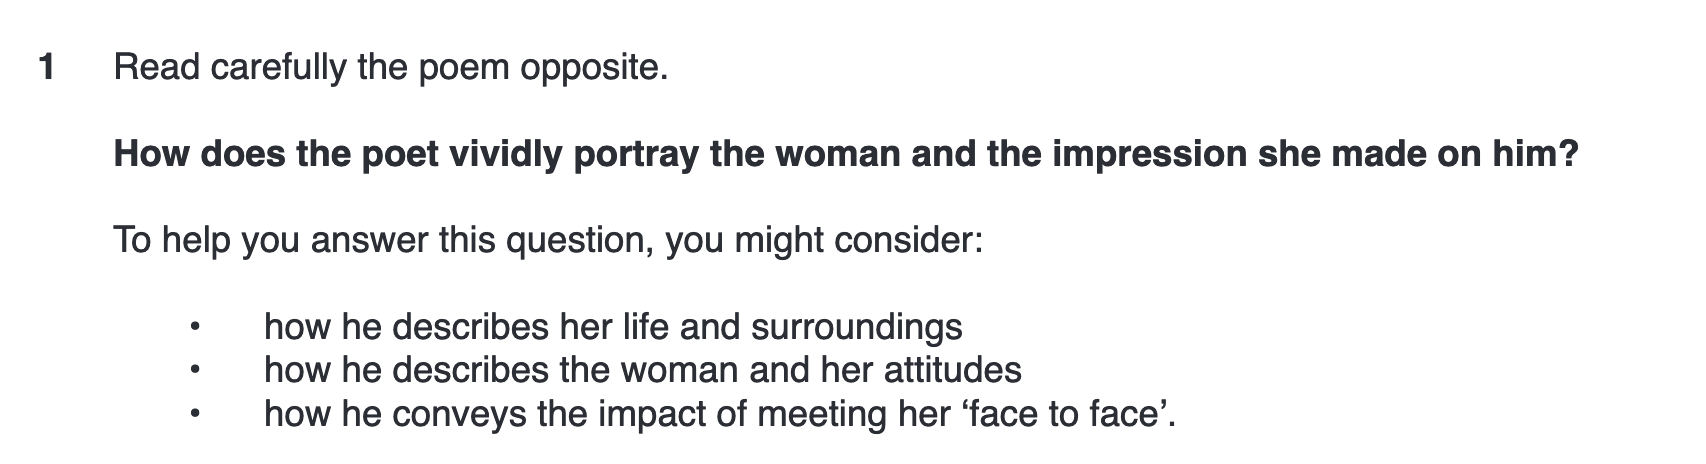 1 Read carefully the poem opposite.
How does the poet vividly portray the woman and the impression she made on him?
To help you answer this question, you might consider:
• how he describes her life and surroundings
• how he describes the woman and her attitudes
• how he conveys the impact of meeting her ‘face to face’.